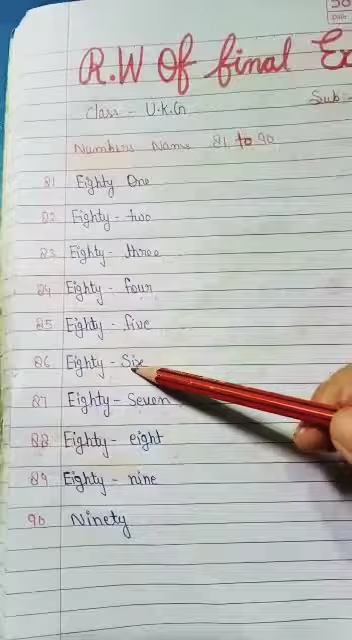 R.W Of final Ex
Class - U.K.G Sub -
Numbers Name 81 to 90
81 Eighty One
82 Eighty - two
83 Eighty - three
84 Eighty - four
85 Eighty - five
86 Eighty - Six
87 Eighty - Seven
88 Eighty - eight
89 Eighty - nine
90 Ninety